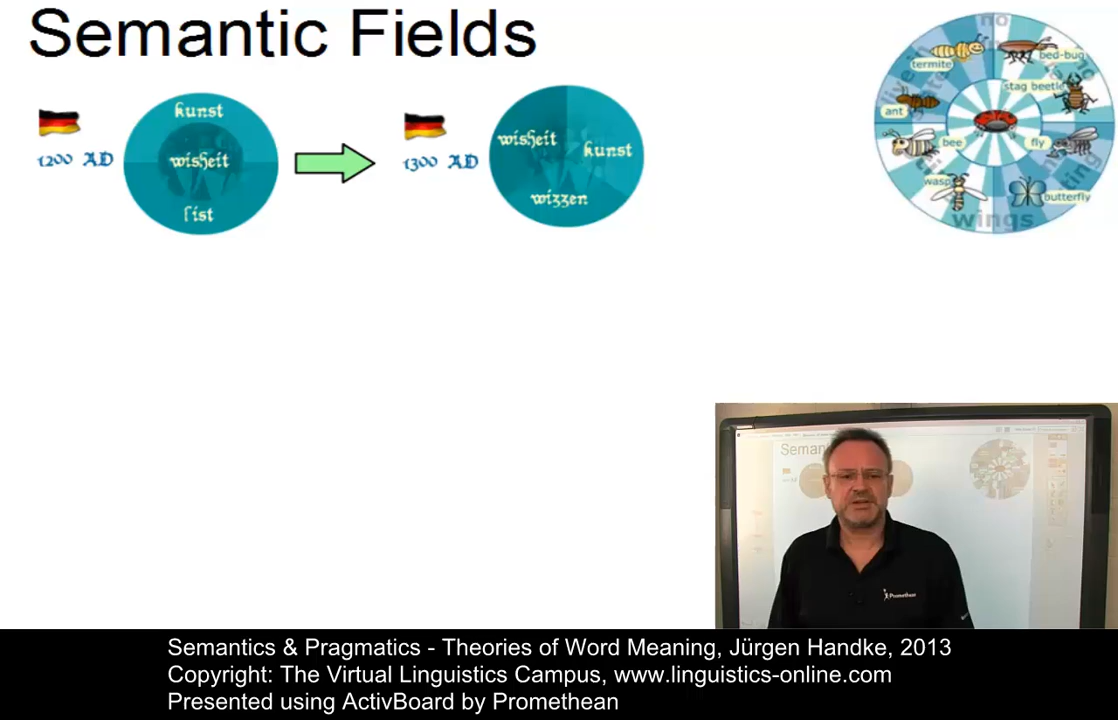 Semantic Fields
1200 AD
kunst
wisheit
list
1300 AD
wisheit
kunst
wizzen
no
termite
bed-bug
stag beetle
ant
bee
fly
wasp
butterfly
wings
Promethean
Semantics & Pragmatics - Theories of Word Meaning, Jürgen Handke, 2013
Copyright: The Virtual Linguistics Campus, www.linguistics-online.com
Presented using ActivBoard by Promethean